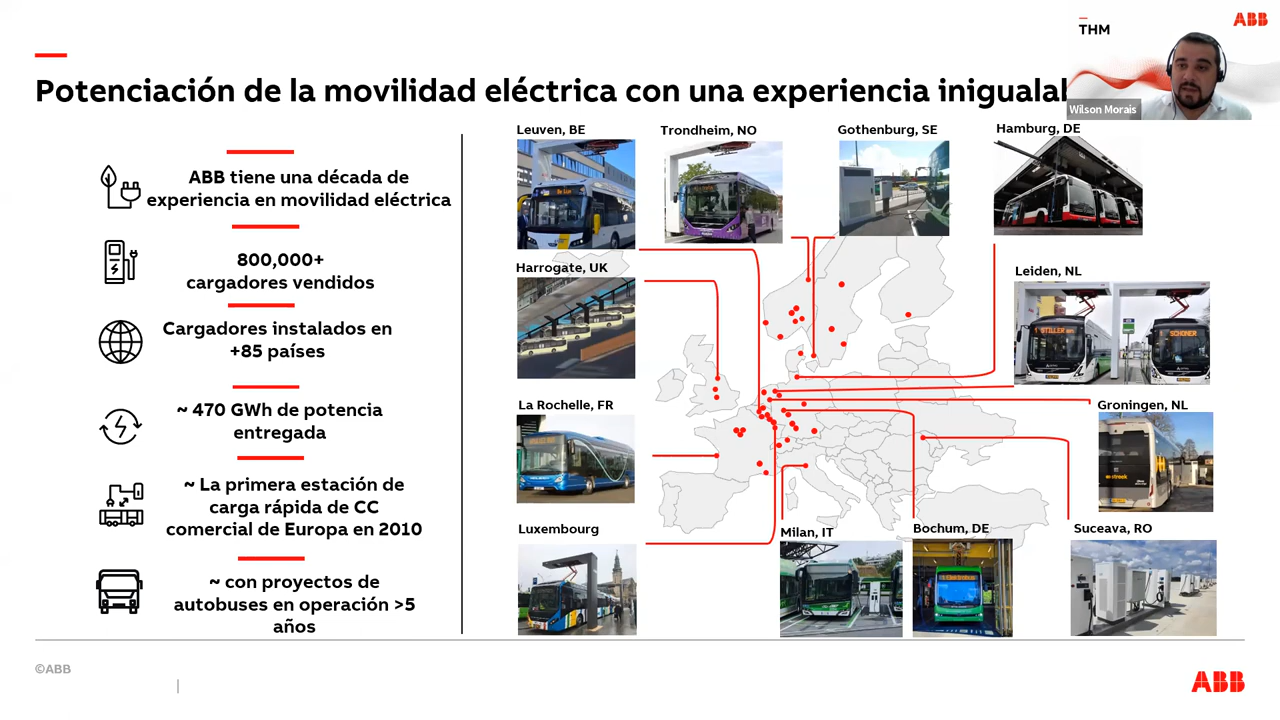 THM
ABB
Potenciación de la movilidad eléctrica con una experiencia
Wilson Morais
ABB tiene una década de
experiencia en movilidad eléctrica
800,000+
cargadores vendidos
Cargadores instalados en
+85 países
~ 470 GWh de potencia
entregada
~ La primera estación de
carga rápida de CC
comercial de Europa en 2010
~ con proyectos de
autobuses en operación >5
años
Leuven, BE
Trondheim, NO
Gothenburg, SE
Hamburg, DE
Harrogate, UK
Leiden, NL
SCHONER
La Rochelle, FR
Groningen, NL
Luxembourg
Milan, IT
Bochum, DE
Suceava, RO
©ABB
ABB